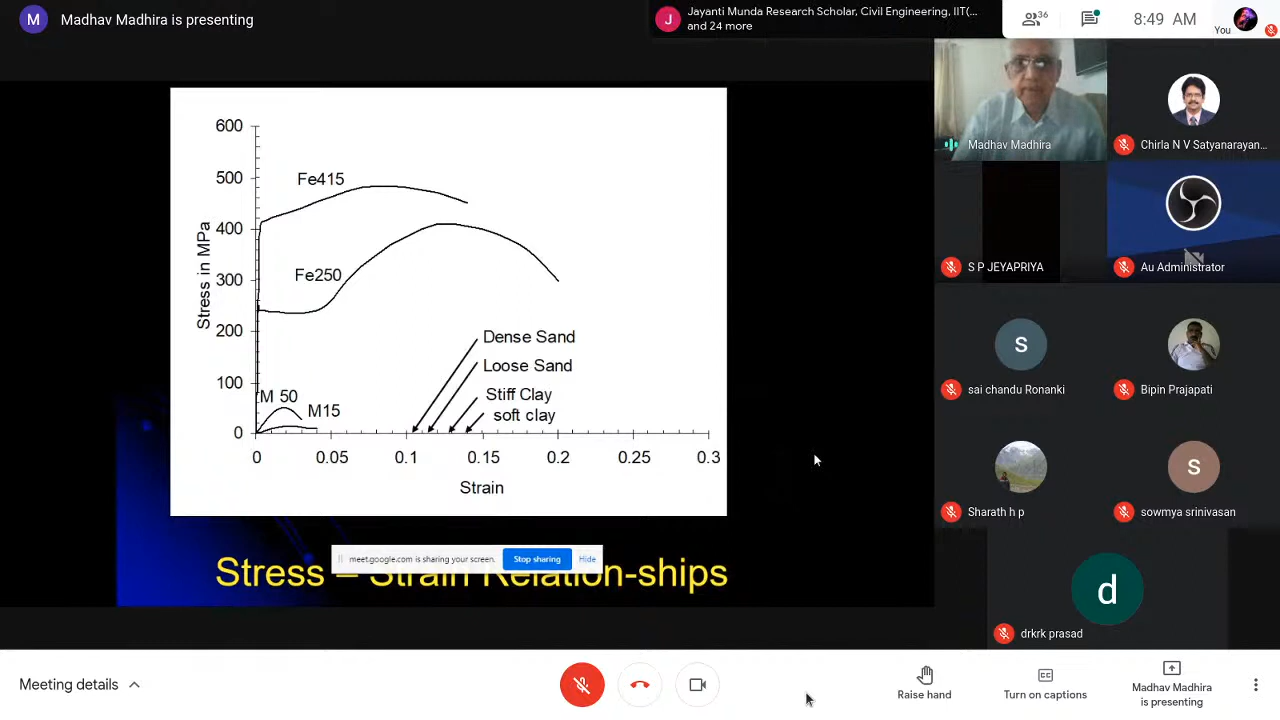 M Madhav Madhira is presenting
J Jayanti Munda Research Scholar, Civil Engineering, IIT(...
and 24 more
36
8:49 AM
You
600
500
400
300
200
100
0
Stress in MPa
Fe415
Fe250
M 50
M15
Dense Sand
Loose Sand
Stiff Clay
soft clay
0 0.05 0.1 0.15 0.2 0.25 0.3
Strain
meet.google.com is sharing your screen. Stop sharing Hide
Stress – Strain Relation-ships
Madhav Madhira
Chirla N V Satyanarayan...
S P JEYAPRIYA
Au Administrator
s
sai chandu Ronanki
Bipin Prajapati
Sharath h p
s
sowmya srinivasan
d
drkrk prasad
Meeting details
Raise hand
CC
Turn on captions
Madhav Madhira
is presenting